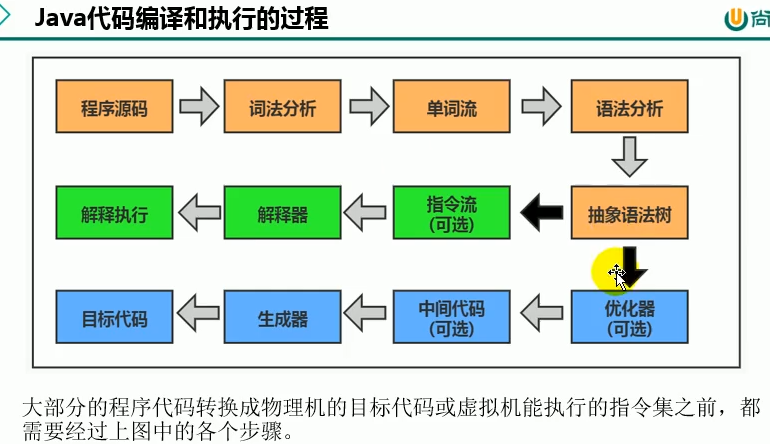 Java代码编译和执行的过程
尚
程序源码
词法分析
单词流
语法分析
解释执行
解释器
指令流
(可选)
抽象语法树
目标代码
生成器
中间代码
(可选)
优化器
(可选)
大部分的程序代码转换成物理机的目标代码或虚拟机能执行的指令集之前，都
需要经过上图中的各个步骤。